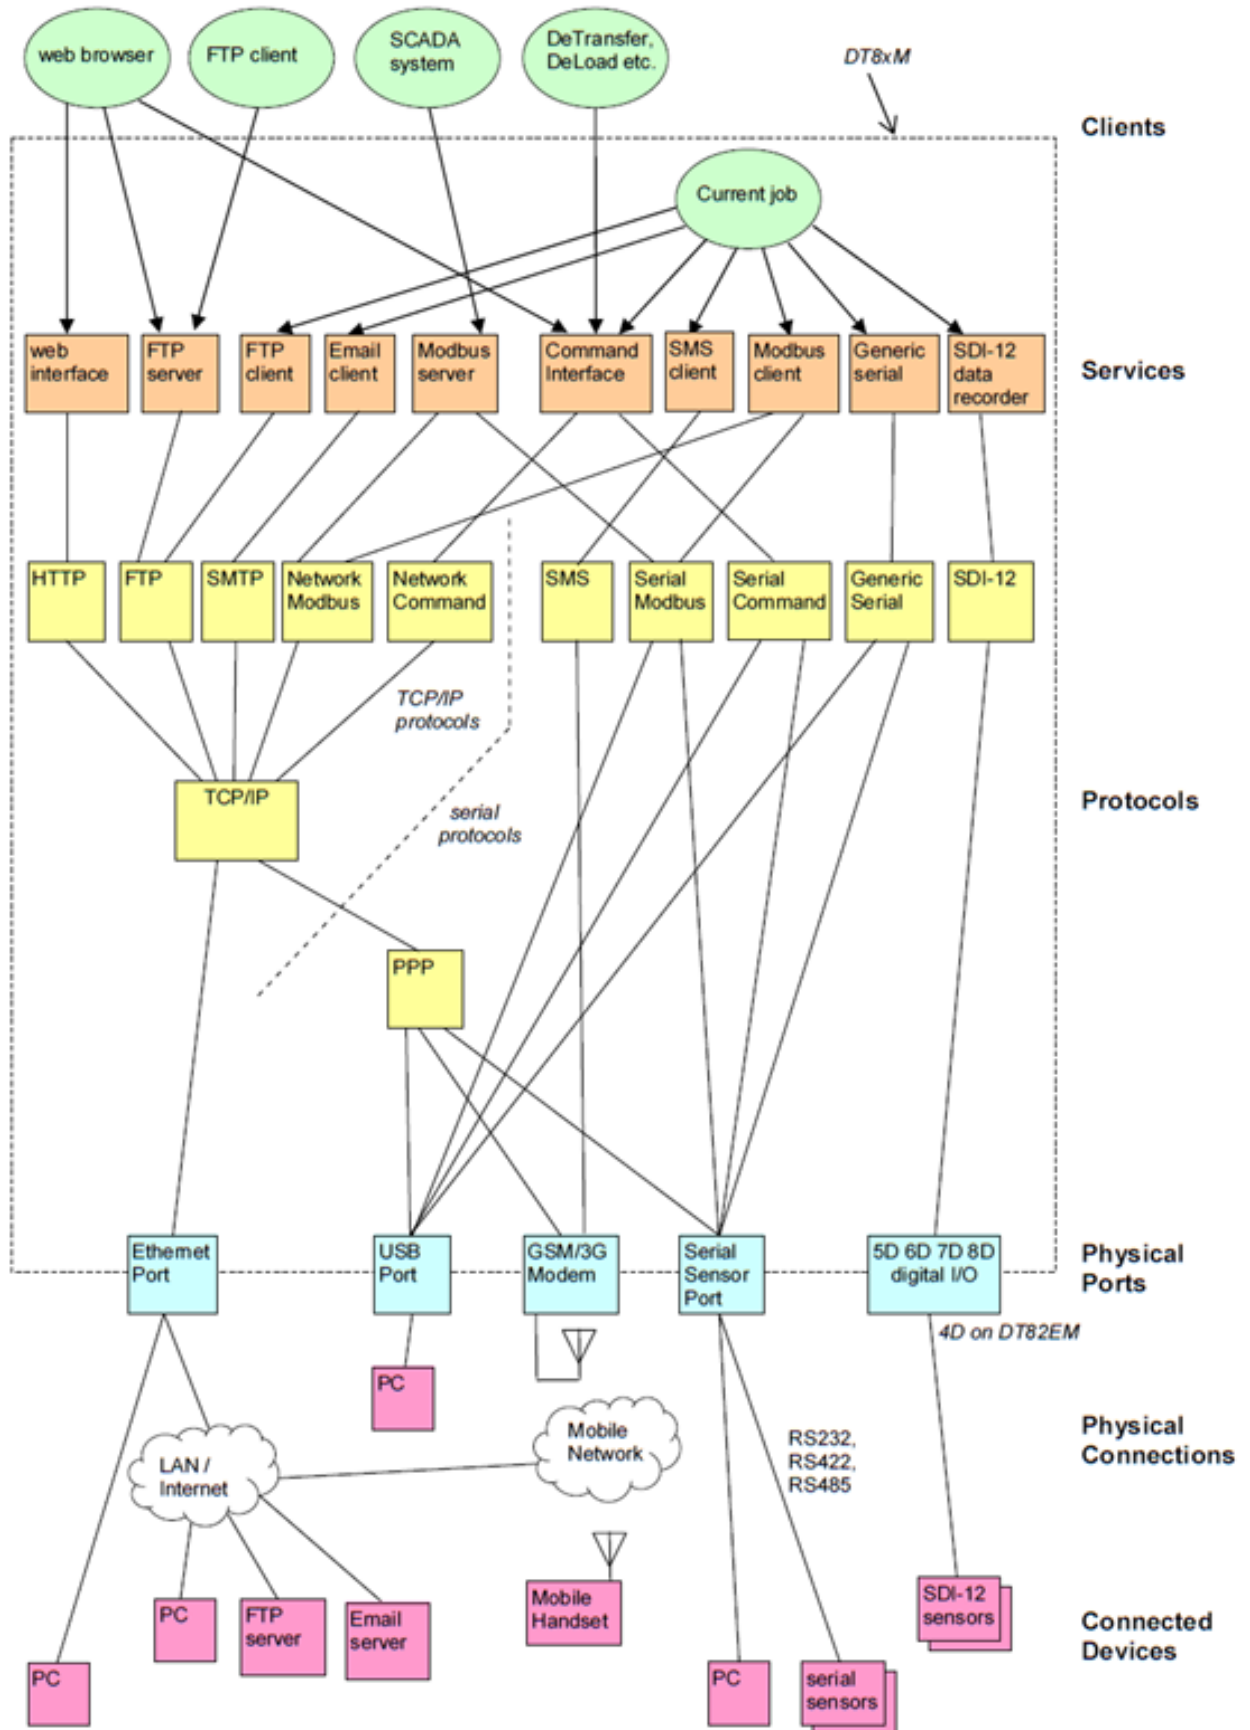 web browser
FTP client
SCADA
system
DeTransfer,
DeLoad etc.
DT8xM
Clients
Current job
web
interface
FTP
server
FTP
client
Email
client
Modbus
server
Command
Interface
SMS
client
Modbus
client
Generic
serial
SDI-12
data
recorder
Services
HTTP
FTP
SMTP
Network
Modbus
Network
Command
SMS
Serial
Modbus
Serial
Command
Generic
Serial
SDI-12
TCP/IP
protocols
TCP/IP
serial
protocols
Protocols
PPP
Ethernet
Port
USB
Port
GSM/3G
Modem
Serial
Sensor
Port
5D 6D 7D 8D
digital I/O
Physical
Ports
4D on DT82EM
PC
LAN /
Internet
Mobile
Network
RS232,
RS422,
RS485
Physical
Connections
PC
PC
FTP
server
Email
server
Mobile
Handset
PC
serial
sensors
SDI-12
sensors
Connected
Devices